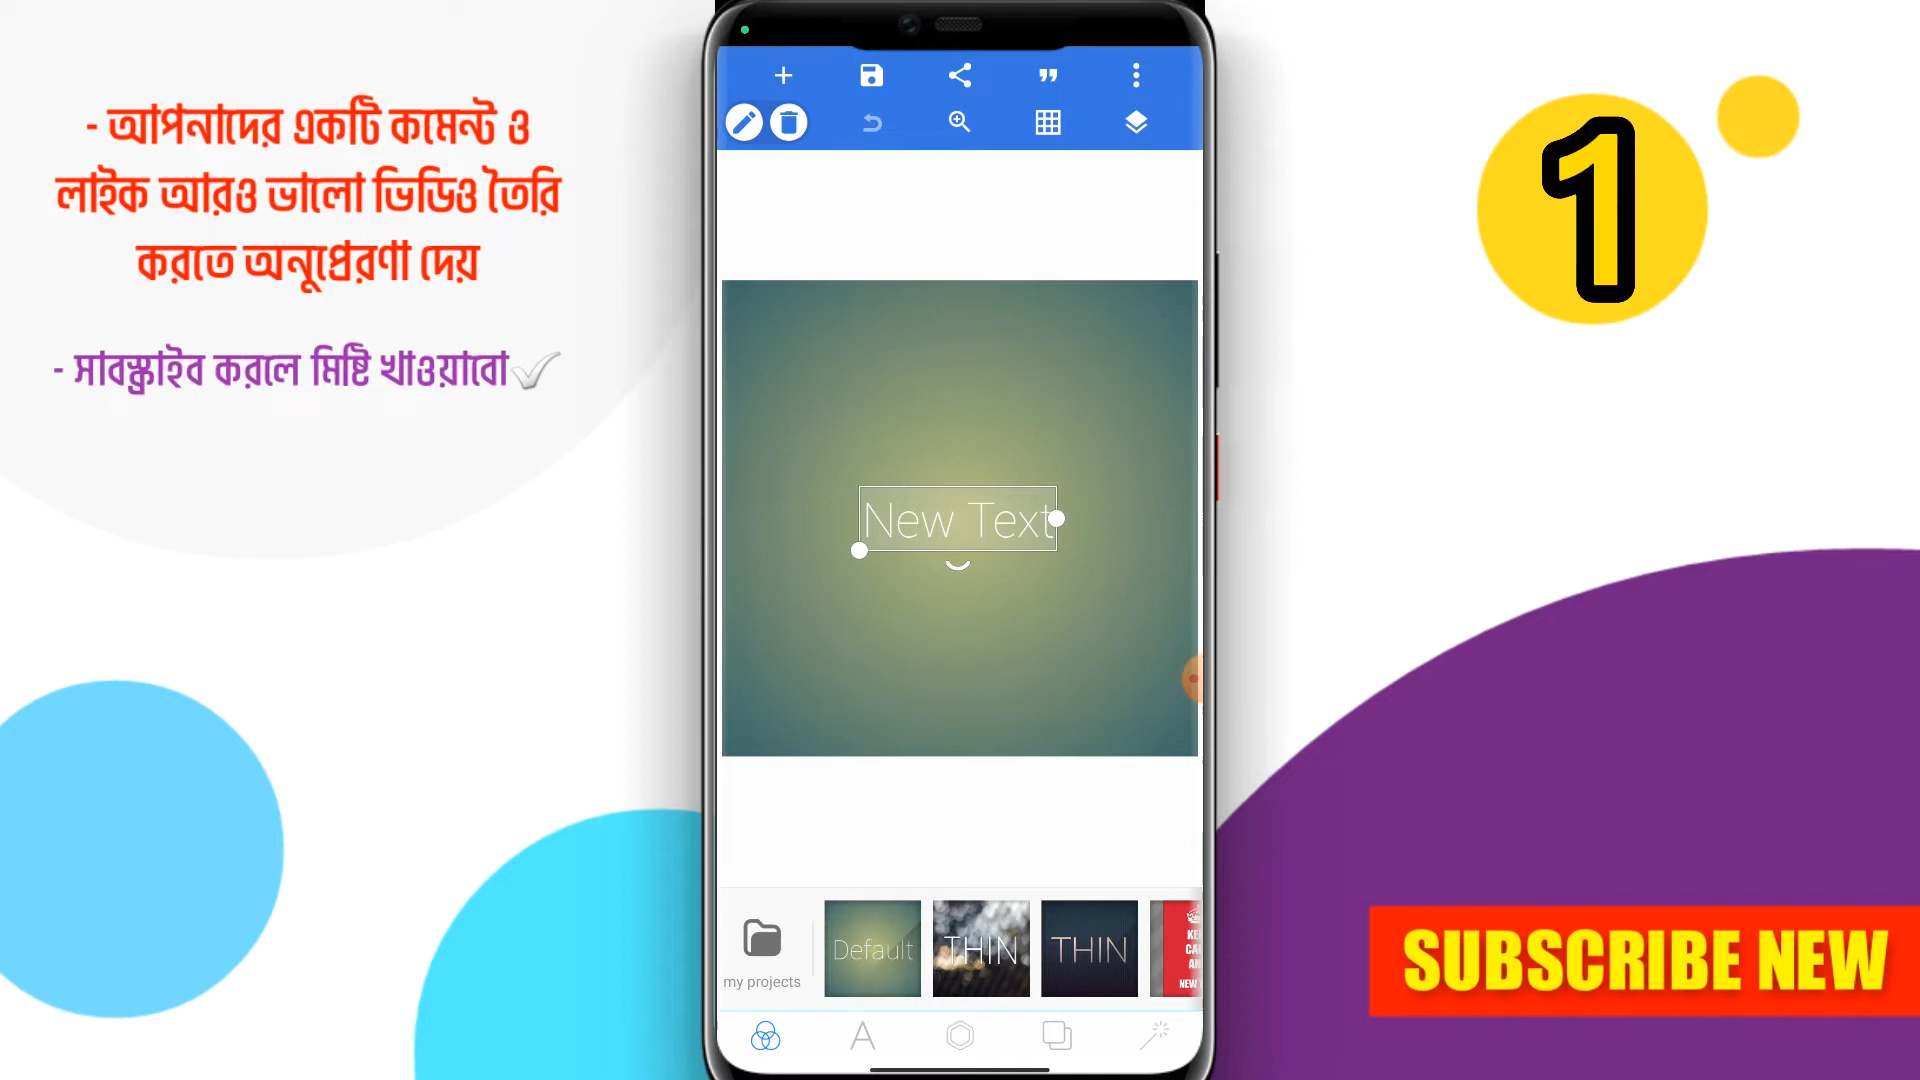 - আপনাদের একটি কমেন্ট ও
লাইক আরও ভালো ভিডিও তৈরি
করতে অনুপ্রেরণা দেয়
- সাবস্ক্রাইব করলে মিষ্টি খাওয়াবো
1
New Text
my projects
Default
THIN
THIN
SUBSCRIBE NEW